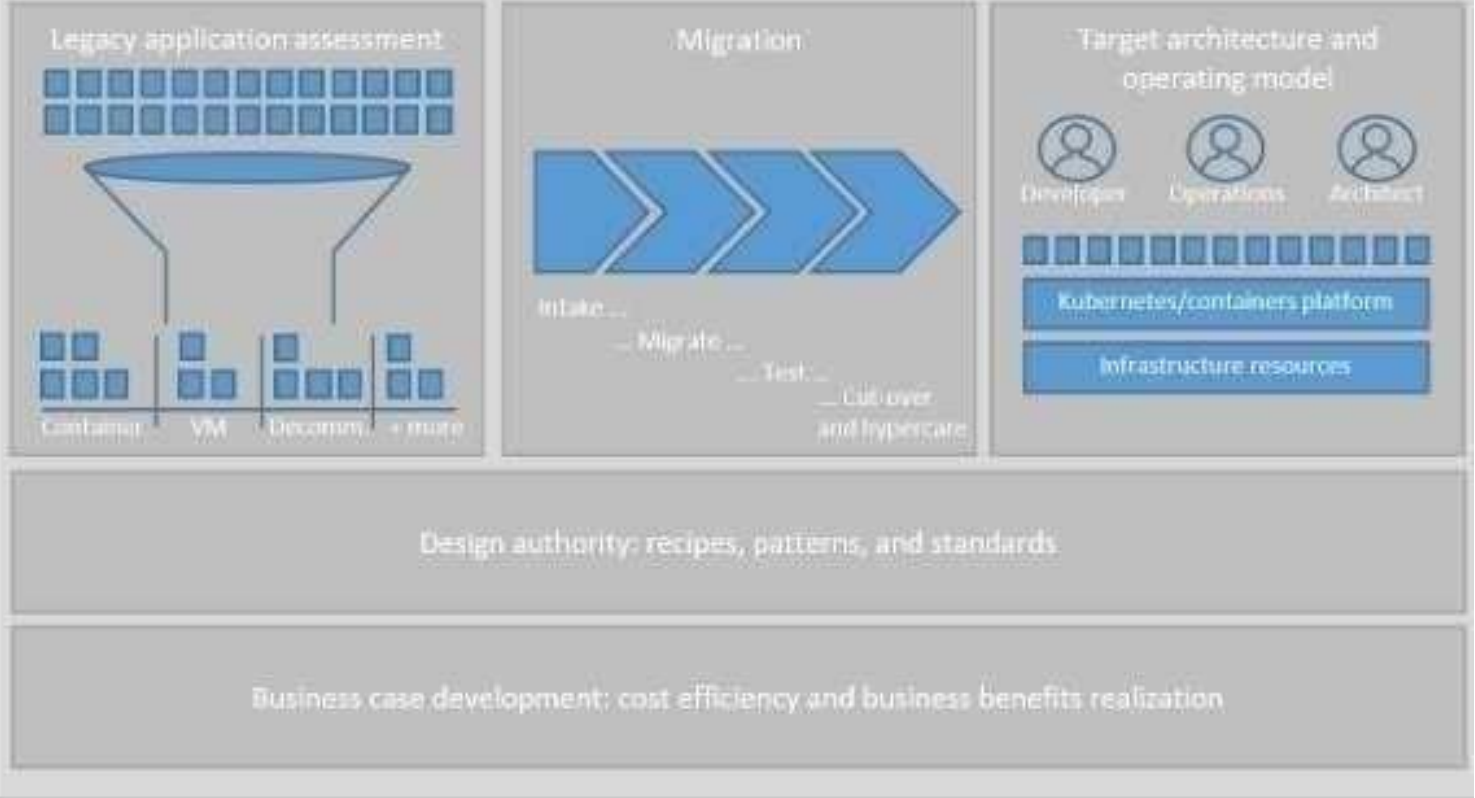 Legacy application assessment
Container
VM
Decomm.
+ more
Migration
Intake ...
... Migrate ...
... Test ...
... Cut-over
and hypercare
Target architecture and
operating model
Developer
Operations
Architect
Kubernetes/containers platform
Infrastructure resources
Design authority: recipes, patterns, and standards
Business case development: cost efficiency and business benefits realization